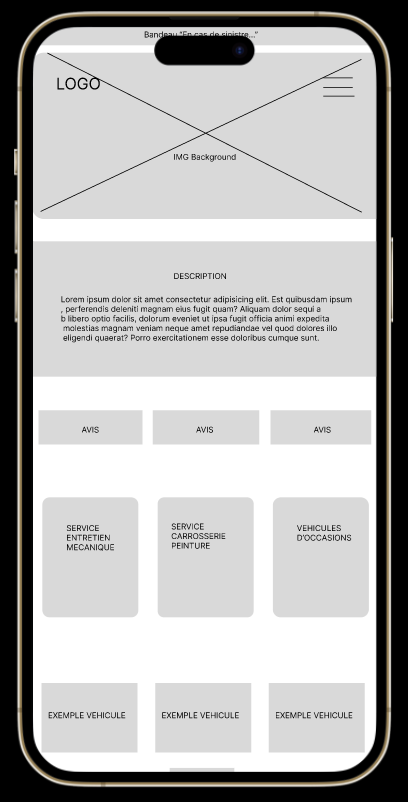 Bandeau "En cas de sinistre..."
LOGO
IMG Background
DESCRIPTION
Lorem ipsum dolor sit amet consectetur adipisicing elit. Est quibusdam ipsum
, perferendis deleniti magnam eius fugit quam? Aliquam dolor sequi a
b libero optio facilis, dolorum eveniet ut ipsa fugit officia animi expedita
molestias magnam veniam neque amet repudiandae vel quod dolores illo
eligendi quaerat? Porro exercitationem esse doloribus cumque sunt.
AVIS
AVIS
AVIS
SERVICE
ENTRETIEN
MECANIQUE
SERVICE
CARROSSERIE
PEINTURE
VEHICULES
D'OCCASIONS
EXEMPLE VEHICULE
EXEMPLE VEHICULE
EXEMPLE VEHICULE